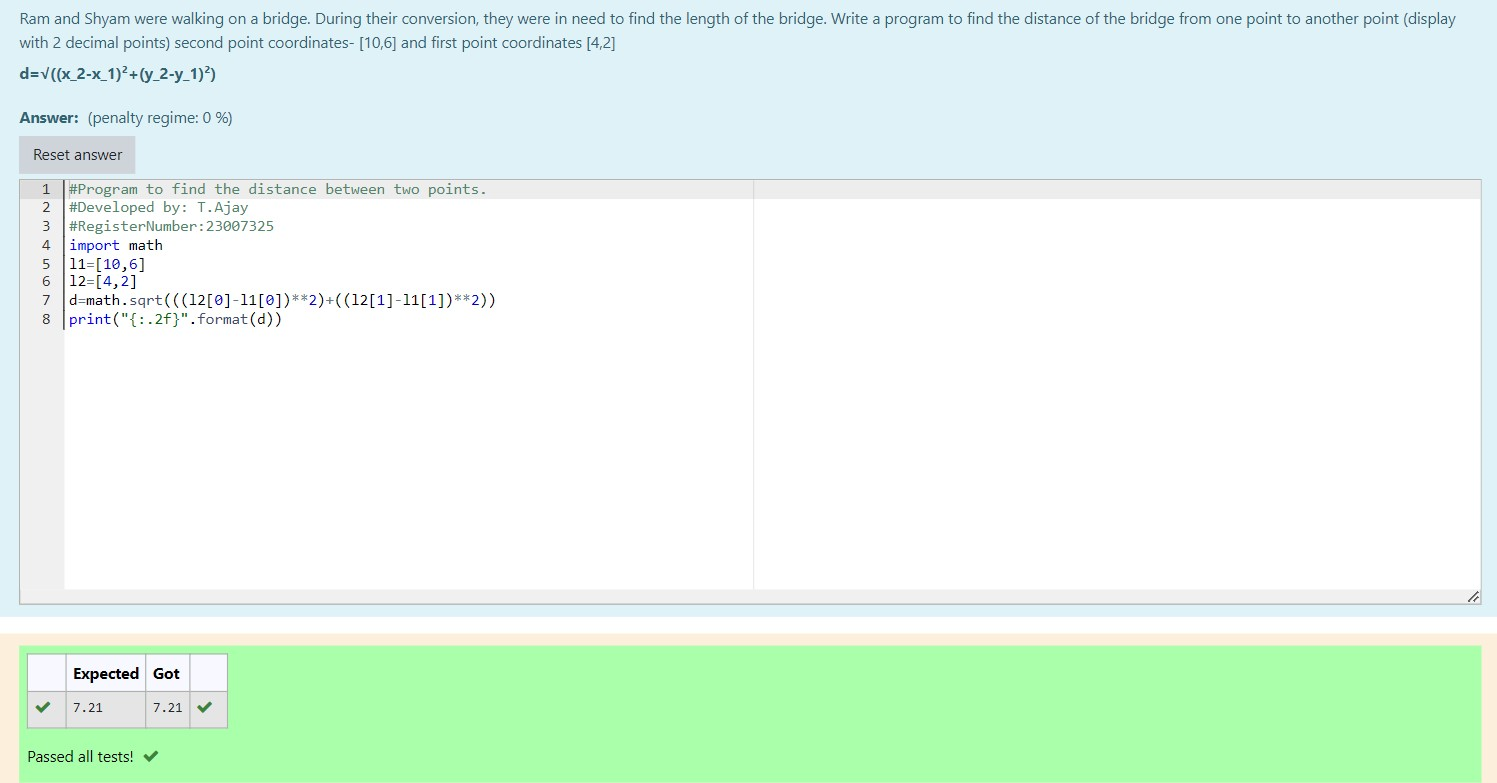 Ram and Shyam were walking on a bridge. During their conversion, they were in need to find the length of the bridge. Write a program to find the distance of the bridge from one point to another point (display
with 2 decimal points) second point coordinates- [10,6] and first point coordinates [4,2]
d=√((x_2-x_1)²+(y_2-y_1)²)
Answer: (penalty regime: 0 %)
Reset answer
1 #Program to find the distance between two points.
2 #Developed by: T.Ajay
3 #RegisterNumber:23007325
4 import math
5 l1=[10,6]
6 l2=[4,2]
7 d=math.sqrt(((l2[0]-l1[0])**2)+((l2[1]-l1[1])**2))
8 print("{:.2f}".format(d))
Expected Got
7.21 7.21
Passed all tests!